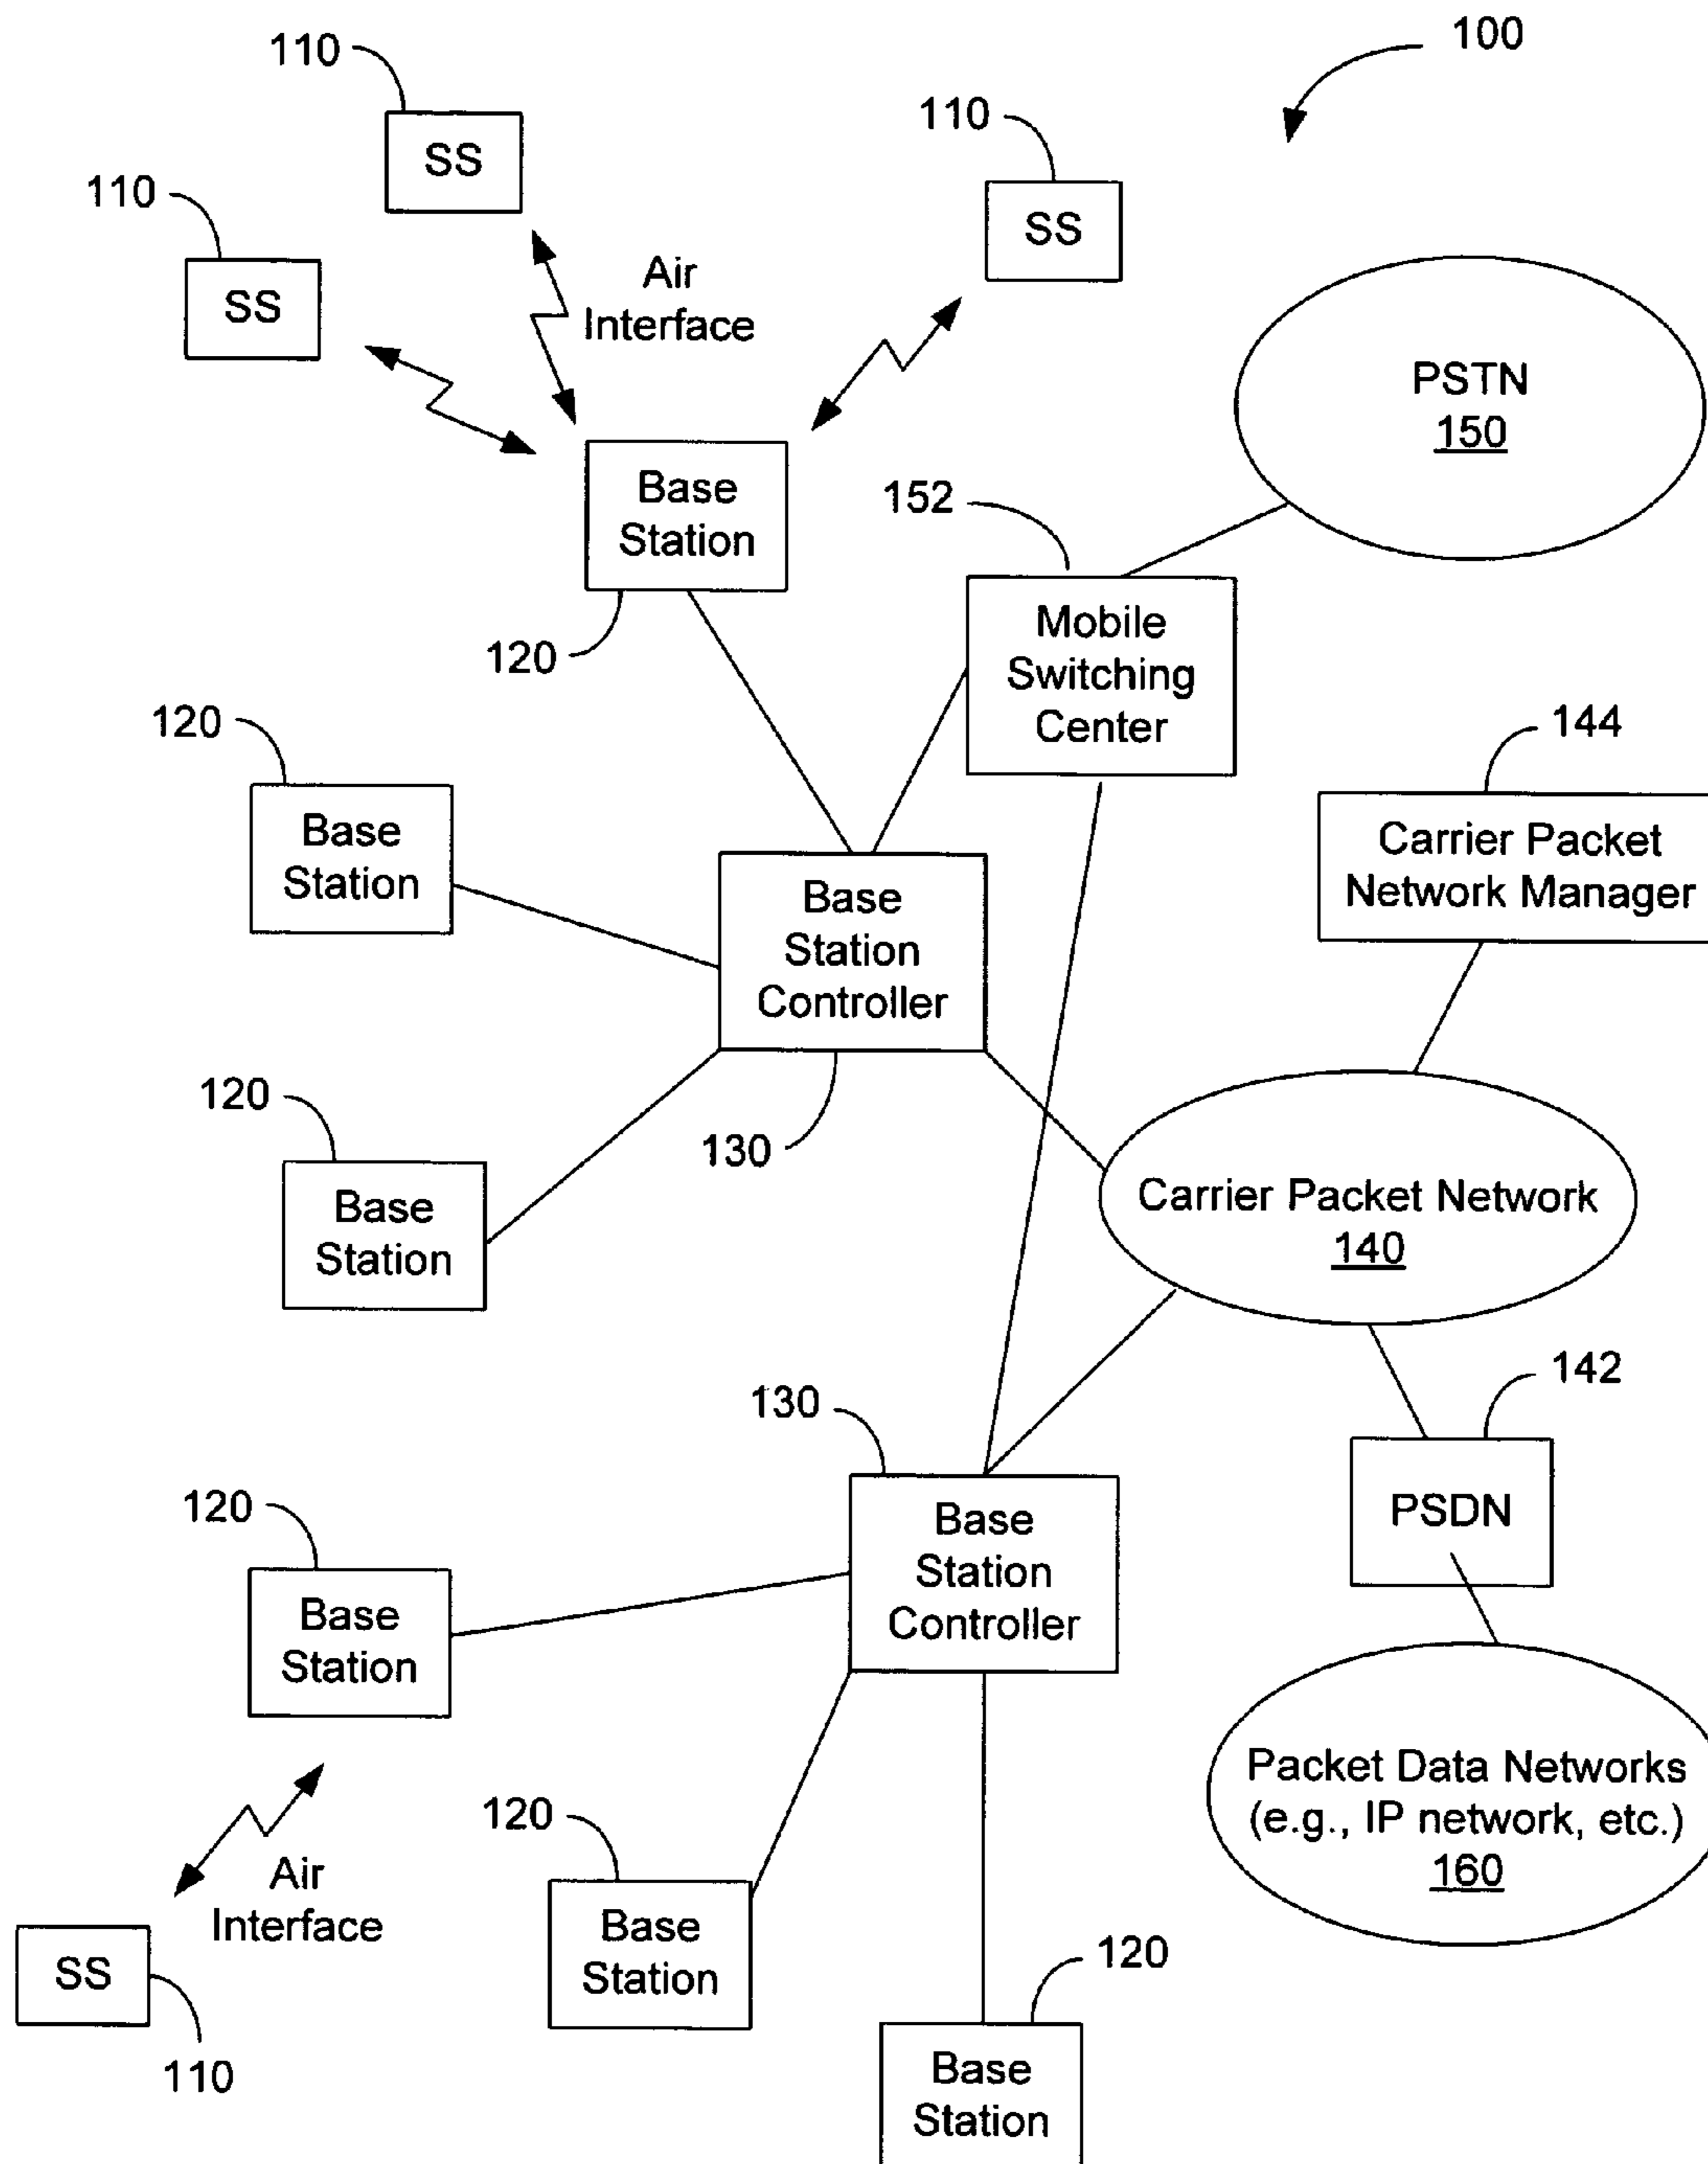 100
110
SS
110
SS
110
SS
Air
Interface
PSTN
150
Base
Station
120
152
Mobile
Switching
Center
120
Base
Station
144
Carrier Packet
Network Manager
Base
Station
Controller
130
120
Base
Station
Carrier Packet Network
140
142
PSDN
130
Base
Station
Controller
120
Base
Station
Packet Data Networks
(e.g., IP network, etc.)
160
Air
Interface
SS
110
120
Base
Station
120
Base
Station